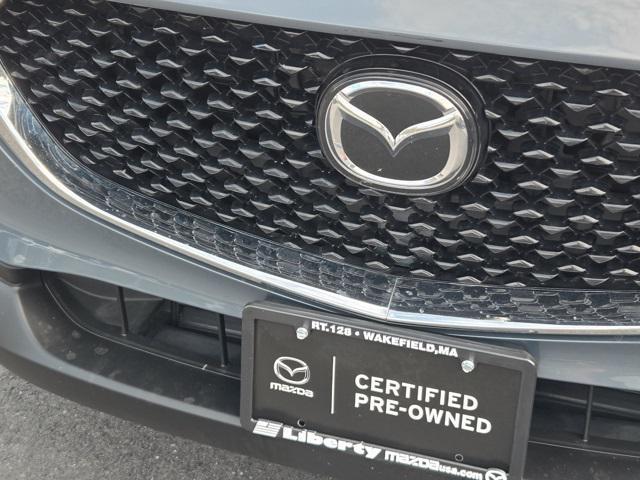 RT.128 • WAKEFIELD,MA
mazda
CERTIFIED
PRE-OWNED
Liberty mazdausa.com